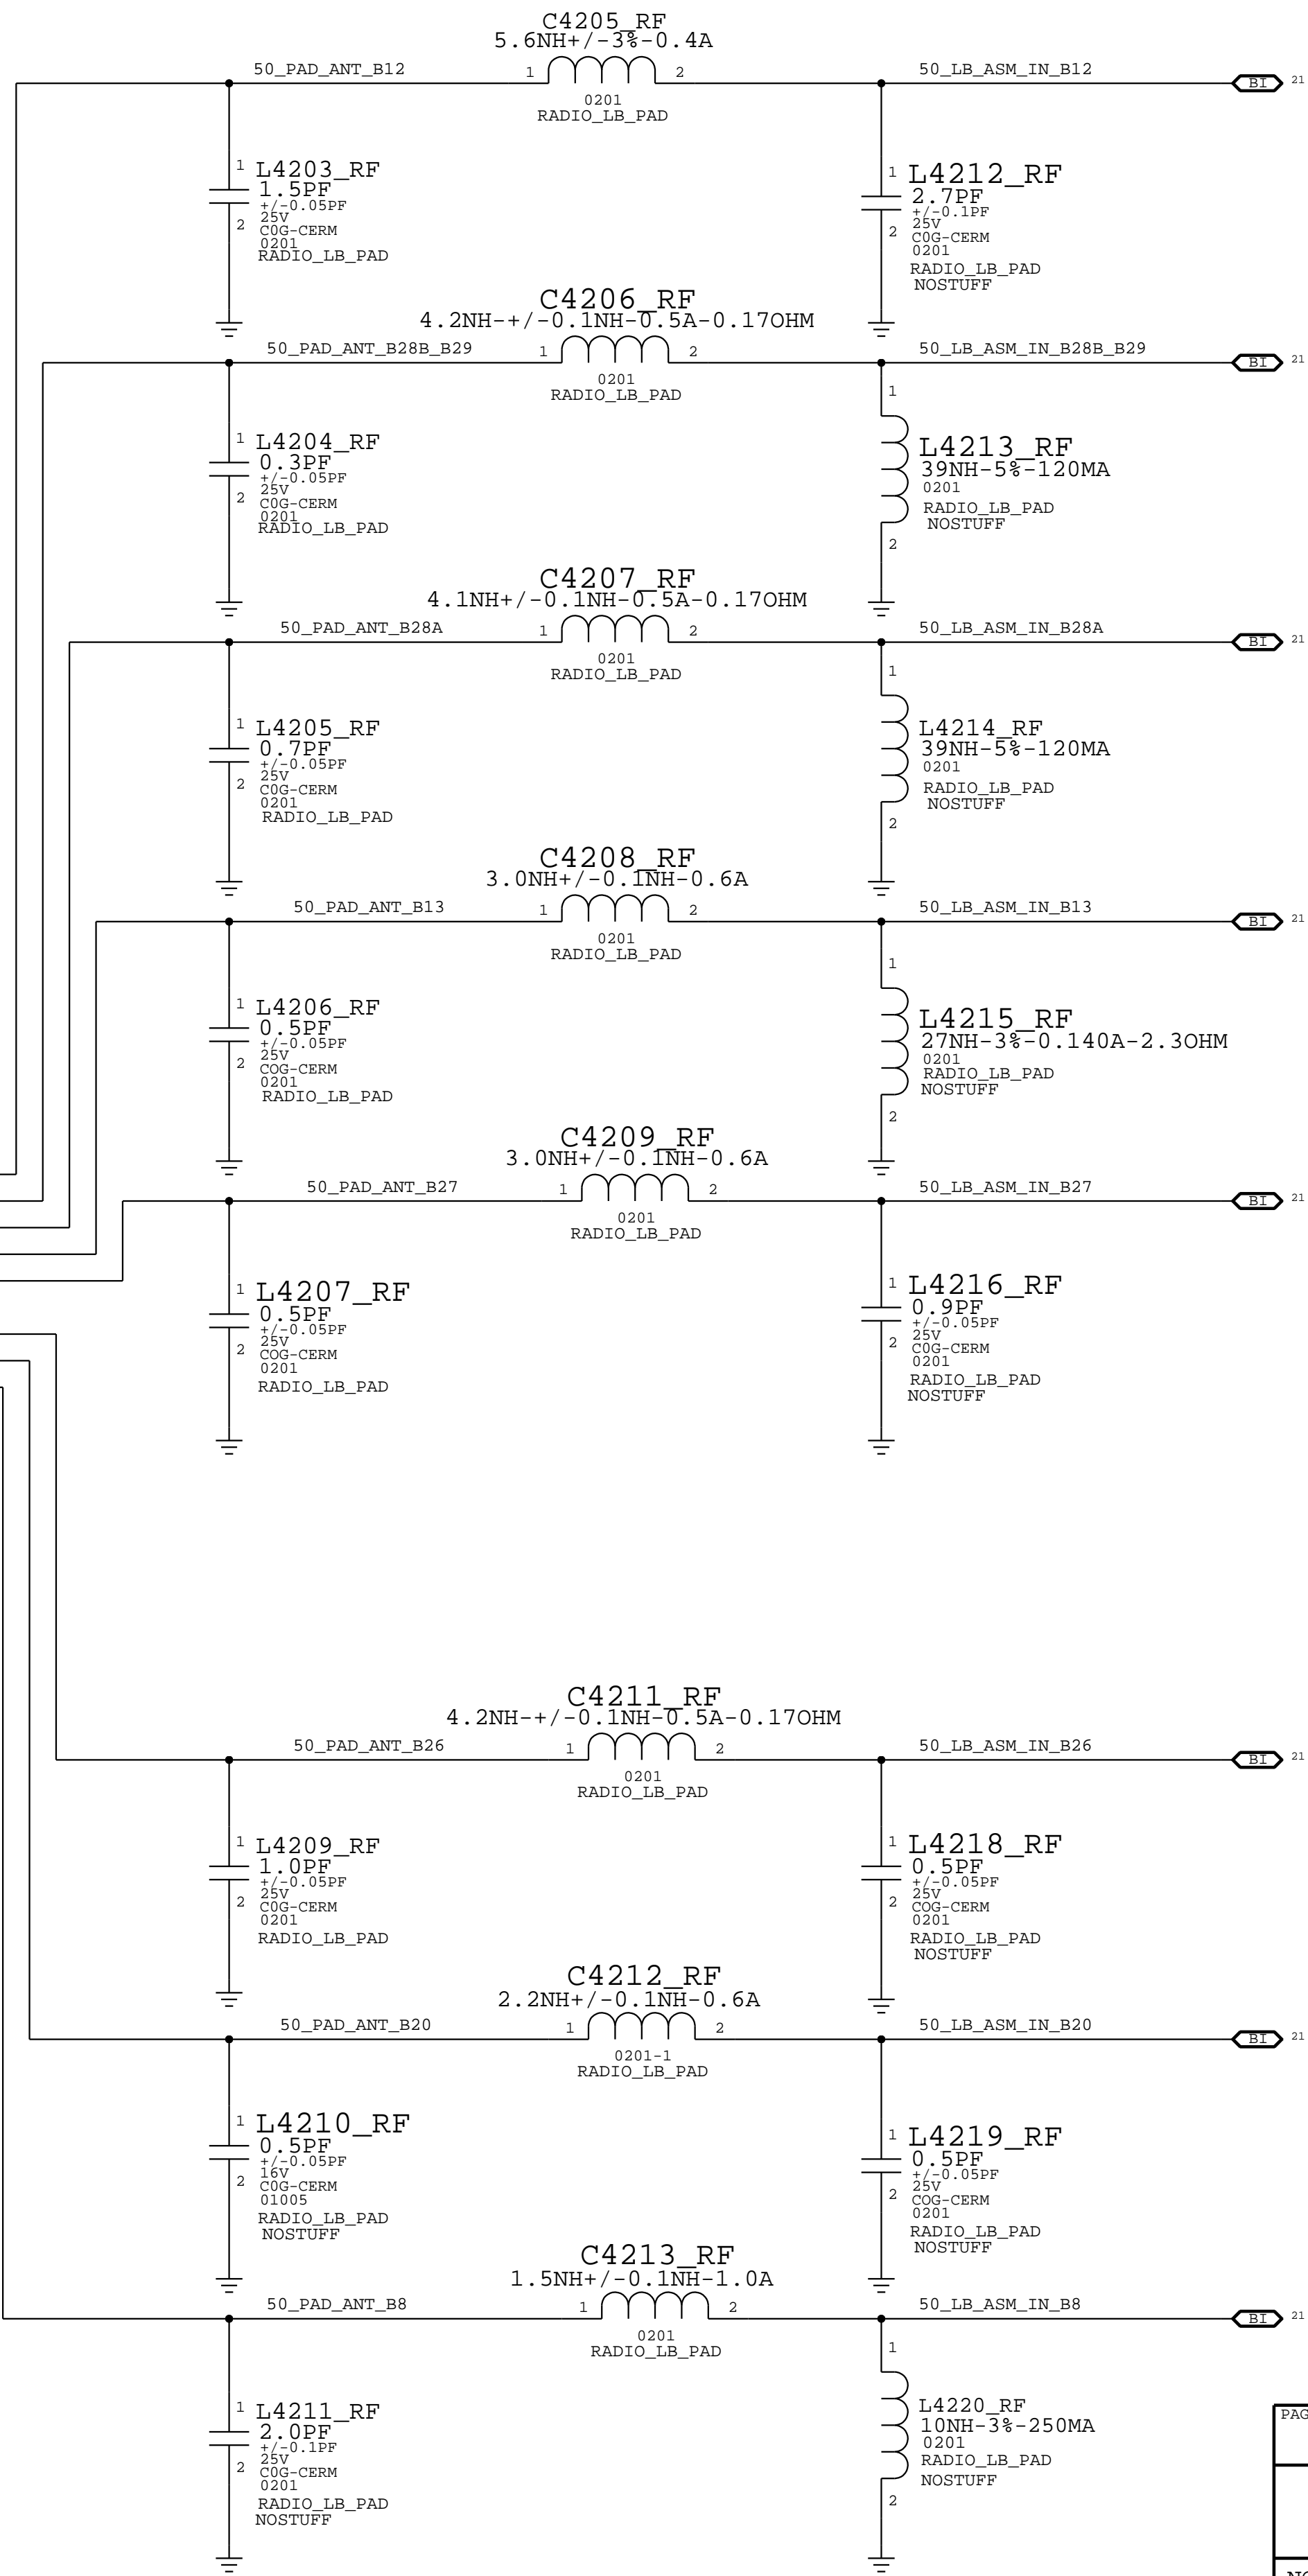 C4205_RF
5.6NH+/-3%-0.4A
50_PAD_ANT_B12
1
2
50_LB_ASM_IN_B12
BI
21
0201
RADIO_LB_PAD
1
L4203_RF
1.5PF
+/-0.05PF
25V
2
C0G-CERM
0201
RADIO_LB_PAD
1
L4212_RF
2.7PF
+/-0.1PF
25V
2
C0G-CERM
0201
RADIO_LB_PAD
NOSTUFF
C4206_RF
4.2NH-+/-0.1NH-0.5A-0.17OHM
50_PAD_ANT_B28B_B29
1
2
50_LB_ASM_IN_B28B_B29
BI
21
0201
RADIO_LB_PAD
1
L4204_RF
0.3PF
+/-0.05PF
25V
2
C0G-CERM
0201
RADIO_LB_PAD
1
L4213_RF
39NH-5%-120MA
0201
RADIO_LB_PAD
NOSTUFF
2
C4207_RF
4.1NH+/-0.1NH-0.5A-0.17OHM
50_PAD_ANT_B28A
1
2
50_LB_ASM_IN_B28A
BI
21
0201
RADIO_LB_PAD
1
L4205_RF
0.7PF
+/-0.05PF
25V
2
C0G-CERM
0201
RADIO_LB_PAD
1
L4214_RF
39NH-5%-120MA
0201
RADIO_LB_PAD
NOSTUFF
2
C4208_RF
3.0NH+/-0.1NH-0.6A
50_PAD_ANT_B13
1
2
50_LB_ASM_IN_B13
BI
21
0201
RADIO_LB_PAD
1
L4206_RF
0.5PF
+/-0.05PF
25V
2
COG-CERM
0201
RADIO_LB_PAD
1
L4215_RF
27NH-3%-0.140A-2.3OHM
0201
RADIO_LB_PAD
NOSTUFF
2
C4209_RF
3.0NH+/-0.1NH-0.6A
50_PAD_ANT_B27
1
2
50_LB_ASM_IN_B27
BI
21
0201
RADIO_LB_PAD
1
L4207_RF
0.5PF
+/-0.05PF
25V
2
COG-CERM
0201
RADIO_LB_PAD
1
L4216_RF
0.9PF
+/-0.05PF
25V
2
C0G-CERM
0201
RADIO_LB_PAD
NOSTUFF
C4211_RF
4.2NH-+/-0.1NH-0.5A-0.17OHM
50_PAD_ANT_B26
1
2
50_LB_ASM_IN_B26
BI
21
0201
RADIO_LB_PAD
1
L4209_RF
1.0PF
+/-0.05PF
25V
2
C0G-CERM
0201
RADIO_LB_PAD
1
L4218_RF
0.5PF
+/-0.05PF
25V
2
COG-CERM
0201
RADIO_LB_PAD
NOSTUFF
C4212_RF
2.2NH+/-0.1NH-0.6A
50_PAD_ANT_B20
1
2
50_LB_ASM_IN_B20
BI
21
0201-1
RADIO_LB_PAD
1
L4210_RF
0.5PF
+/-0.05PF
16V
2
C0G-CERM
01005
RADIO_LB_PAD
NOSTUFF
1
L4219_RF
0.5PF
+/-0.05PF
25V
2
COG-CERM
0201
RADIO_LB_PAD
NOSTUFF
C4213_RF
1.5NH+/-0.1NH-1.0A
50_PAD_ANT_B8
1
2
50_LB_ASM_IN_B8
BI
21
0201
RADIO_LB_PAD
1
L4211_RF
2.0PF
+/-0.1PF
25V
2
C0G-CERM
0201
RADIO_LB_PAD
NOSTUFF
1
L4220_RF
10NH-3%-250MA
0201
RADIO_LB_PAD
NOSTUFF
2
PAG